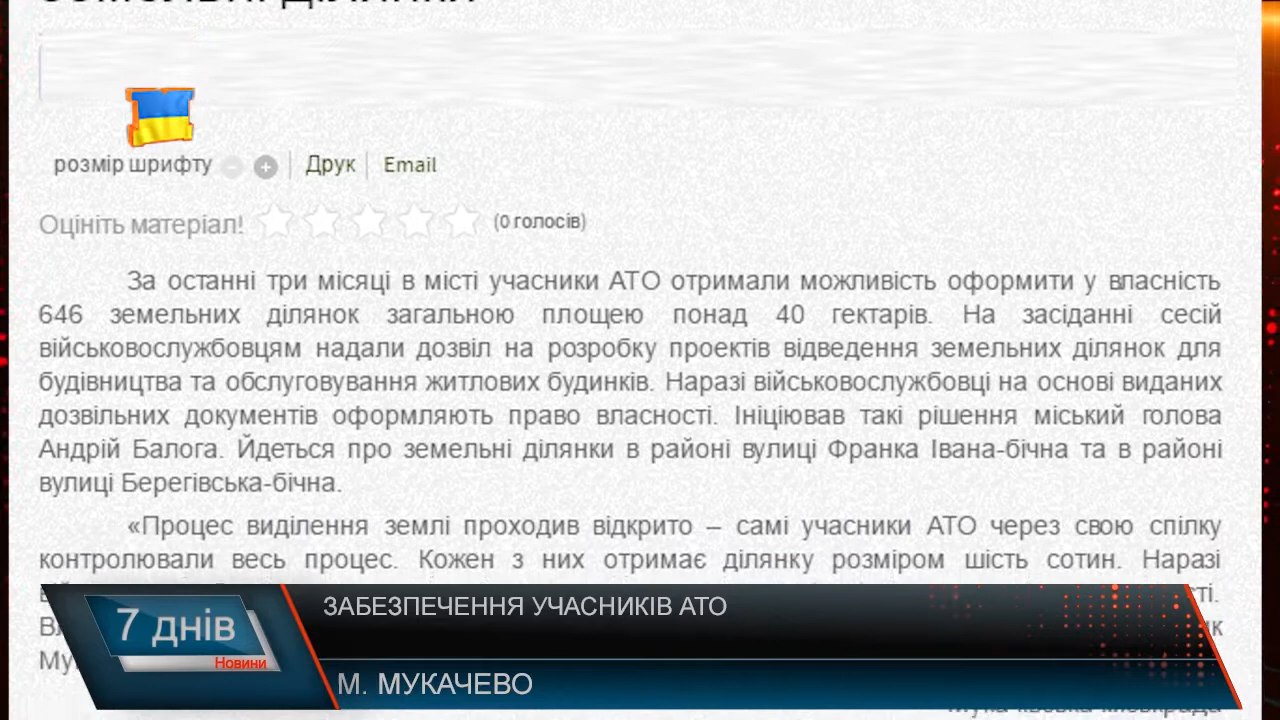 розмір шрифту
Друк
Email
Оцініть матеріал!
(0 голосів)
За останні три місяці в місті учасники АТО отримали можливість оформити у власність
646 земельних ділянок загальною площею понад 40 гектарів. На засіданні сесій
військовослужбовцям надали дозвіл на розробку проектів відведення земельних ділянок для
будівництва та обслуговування житлових будинків. Наразі військовослужбовці на основі виданих
дозвільних документів оформляють право власності. Ініціював такі рішення міський голова
Андрій Балога. Йдеться про земельні ділянки в районі вулиці Франка Івана-бічна та в районі
вулиці Берегівська-бічна.
«Процес виділення землі проходив відкрито – самі учасники АТО через свою спілку
контролювали весь процес. Кожен з них отримає ділянку розміром шість сотин. Наразі
7 днів
Новини
ЗАБЕЗПЕЧЕННЯ УЧАСНИКІВ АТО
М. МУКАЧЕВО